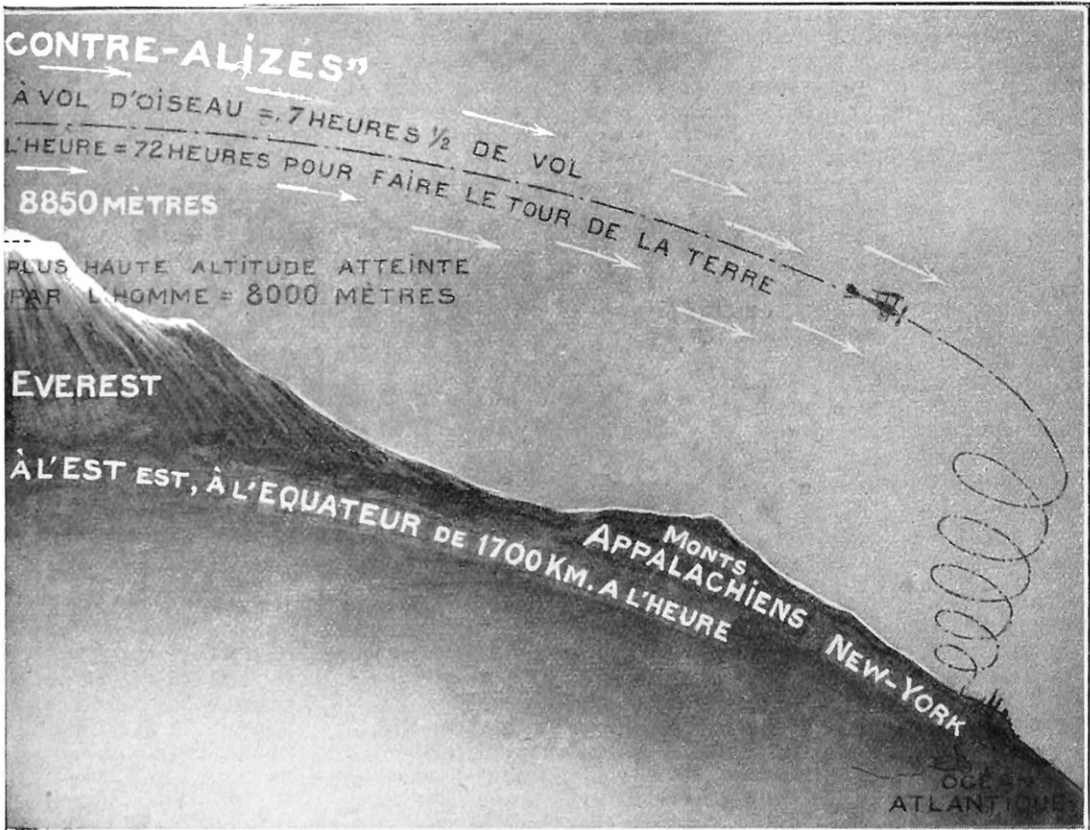 CONTRE-ALIZÉS”
À VOL D'OISEAU = 7 HEURES ½ DE VOL
L'HEURE = 72 HEURES POUR FAIRE LE TOUR DE LA TERRE
8850 MÈTRES
PLUS HAUTE ALTITUDE ATTEINTE
PAR L'HOMME = 8000 MÈTRES
EVEREST
À L'EST EST, À L'EQUATEUR DE 1700 KM. A L'HEURE
MONTS
APPALACHIENS
NEW-YORK
OCÉAN
ATLANTIQUE